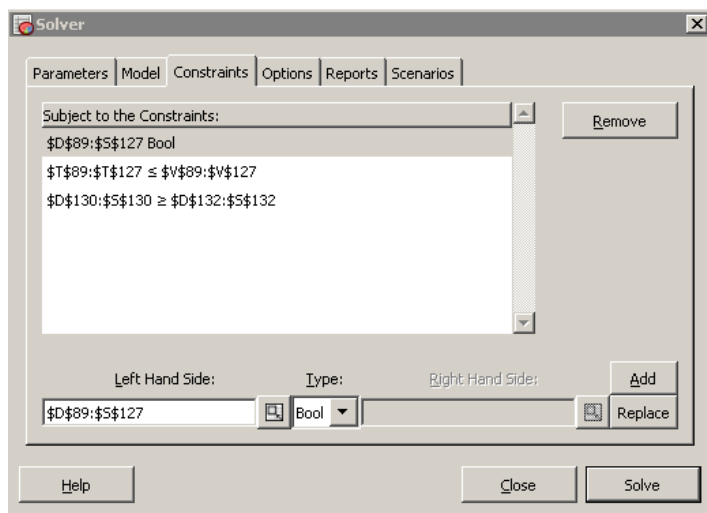 Solver
Parameters Model Constraints Options Reports Scenarios
Subject to the Constraints:
Remove
$D$89:$S$127 Bool
$T$89:$T$127 ≤ $V$89:$V$127
$D$130:$S$130 ≥ $D$132:$S$132
Left Hand Side: Type: Right Hand Side: Add
$D$89:$S$127 Bool Replace
Help Close Solve